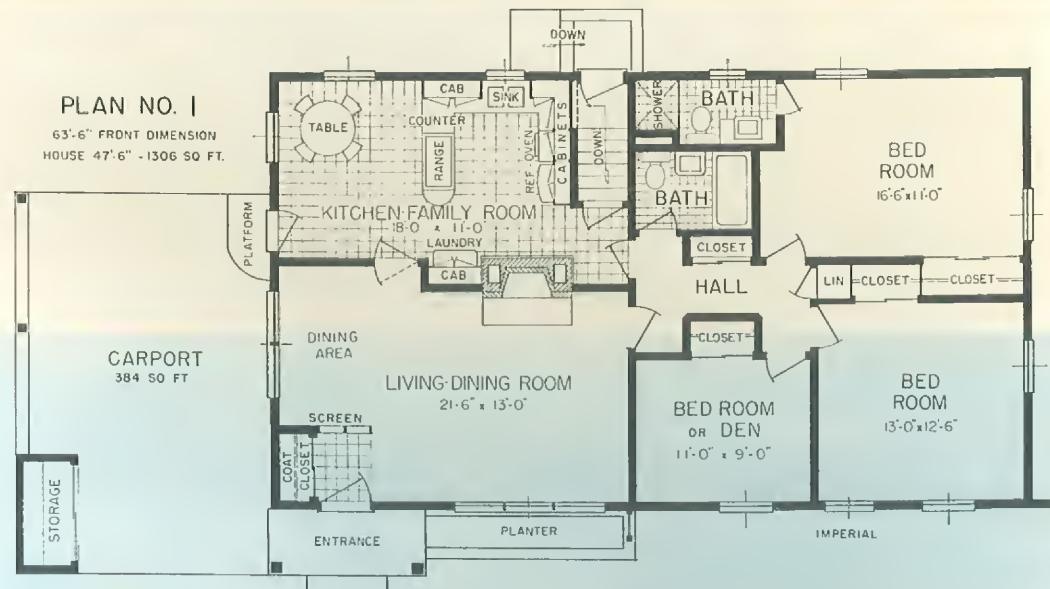 PLAN NO. 1
63'-6" FRONT DIMENSION
HOUSE 47'-6" - 1306 SQ FT.
DOWN
CAB
SINK
COUNTER
TABLE
RANGE
REF.-OVEN
CABINETS
DOWN
KITCHEN-FAMILY ROOM
18'-0" x 11'-0"
LAUNDRY
CAB
PLATFORM
SHOWER
BATH
BATH
BED
ROOM
16'-6"x11'-0"
CLOSET
HALL
LIN
CLOSET
CLOSET
CLOSET
CARPORT
384 SQ FT
DINING
AREA
LIVING-DINING ROOM
21'-6" x 13'-0"
SCREEN
COAT
CLOSET
BED ROOM
OR DEN
11'-0" x 9'-0"
BED
ROOM
13'-0"x12'-6"
STORAGE
ENTRANCE
PLANTER
IMPERIAL